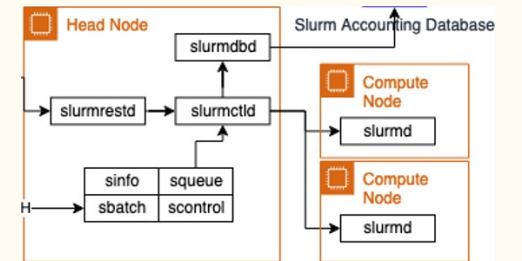 Head Node
Slurm Accounting Database
slurmdbd
Compute
Node
slurmrestd
slurmctld
slurmd
sinfo
squeue
sbatch
scontrol
Compute
Node
slurmd
H